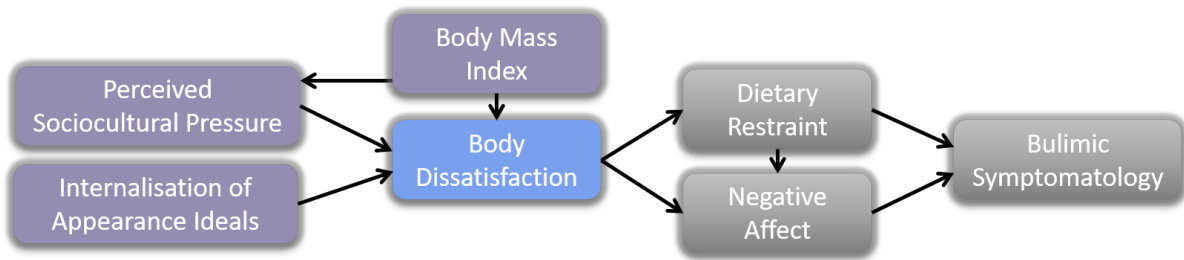 Body Mass
Index
Perceived
Sociocultural Pressure
Internalisation of
Appearance Ideals
Body
Dissatisfaction
Dietary
Restraint
Negative
Affect
Bulimic
Symptomatology